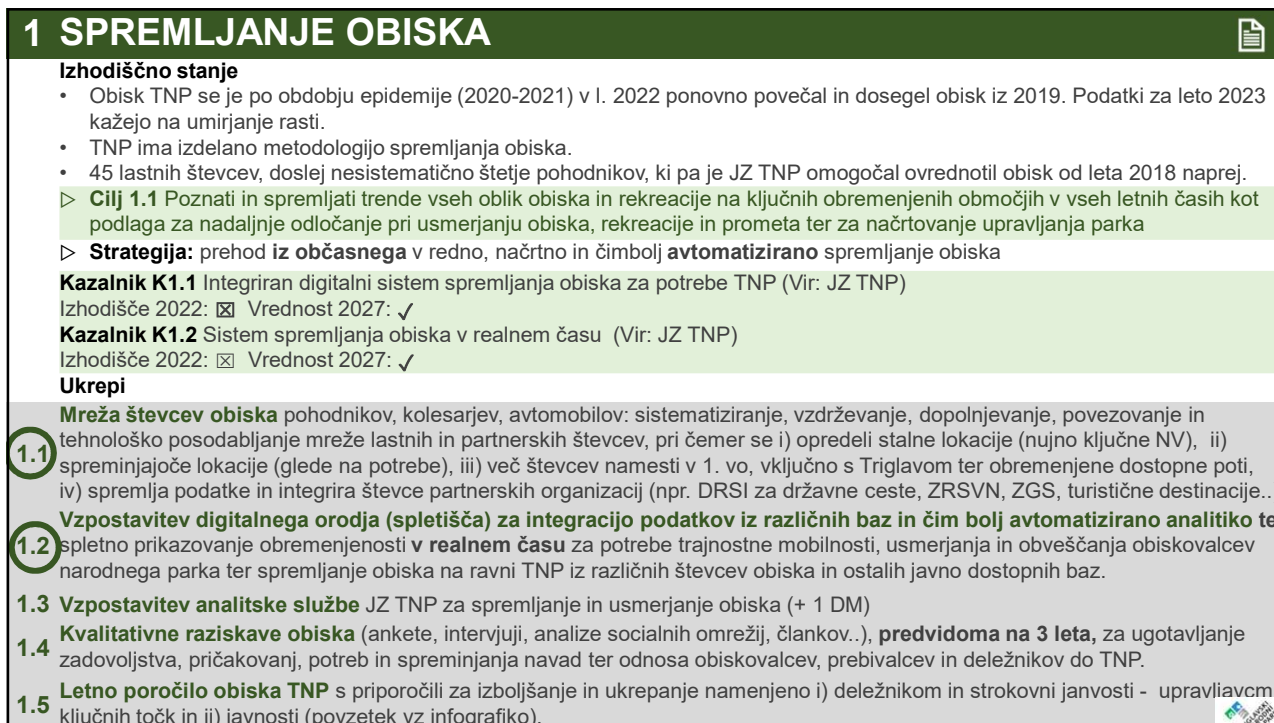 1 SPREMLJANJE OBISKA
Izhodiščno stanje
• Obisk TNP se je po obdobju epidemije (2020-2021) v l. 2022 ponovno povečal in dosegel obisk iz 2019. Podatki za leto 2023
kažejo na umirjanje rasti.
• TNP ima izdelano metodologijo spremljanja obiska.
• 45 lastnih števcev, doslej nesistematično štetje pohodnikov, ki pa je JZ TNP omogočal ovrednotil obisk od leta 2018 naprej.
▷ Cilj 1.1 Poznati in spremljati trende vseh oblik obiska in rekreacije na ključnih obremenjenih območjih v vseh letnih časih kot
podlaga za nadaljnje odločanje pri usmerjanju obiska, rekreacije in prometa ter za načrtovanje upravljanja parka
▷ Strategija: prehod iz občasnega v redno, načrtno in čimbolj avtomatizirano spremljanje obiska
Kazalnik K1.1 Integriran digitalni sistem spremljanja obiska za potrebe TNP (Vir: JZ TNP)
Izhodišče 2022: ☒ Vrednost 2027: ✓
Kazalnik K1.2 Sistem spremljanja obiska v realnem času (Vir: JZ TNP)
Izhodišče 2022: ☒ Vrednost 2027: ✓
Ukrepi
Mreža števcev obiska pohodnikov, kolesarjev, avtomobilov: sistematiziranje, vzdrževanje, dopolnjevanje, povezovanje in
1.1 tehnološko posodabljanje mreže lastnih in partnerskih števcev, pri čemer se i) opredeli stalne lokacije (nujno ključne NV), ii)
spreminjajoče lokacije (glede na potrebe), iii) več števcev namesti v 1. vo, vključno s Triglavom ter obremenjene dostopne poti,
iv) spremlja podatke in integrira števce partnerskih organizacij (npr. DRSI za državne ceste, ZRSVN, ZGS, turistične destinacije..
Vzpostavitev digitalnega orodja (spletišča) za integracijo podatkov iz različnih baz in čim bolj avtomatizirano analitiko te
1.2 spletno prikazovanje obremenjenosti v realnem času za potrebe trajnostne mobilnosti, usmerjanja in obveščanja obiskovalcev
narodnega parka ter spremljanje obiska na ravni TNP iz različnih števcev obiska in ostalih javno dostopnih baz.
1.3 Vzpostavitev analitske službe JZ TNP za spremljanje in usmerjanje obiska (+ 1 DM)
1.4 Kvalitativne raziskave obiska (ankete, intervjuji, analize socialnih omrežij, člankov..), predvidoma na 3 leta, za ugotavljanje
zadovoljstva, pričakovanj, potreb in spreminjanja navad ter odnosa obiskovalcev, prebivalcev in deležnikov do TNP.
1.5 Letno poročilo obiska TNP s priporočili za izboljšanje in ukrepanje namenjeno i) deležnikom in strokovni janvosti - upravljavcm
ključnih točk in ii) javnosti (povzetek vz infografiko).